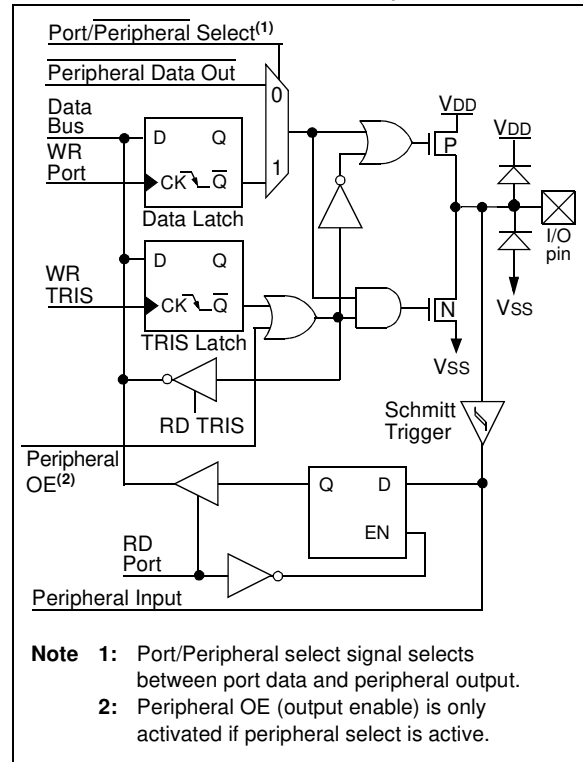 Port/Peripheral Select(1)
Peripheral Data Out
Data
Bus
WR
Port
0
1
D Q
CK Q
Data Latch
VDD
P
VDD
I/O
pin
VSS
D Q
CK Q
TRIS Latch
WR
TRIS
N
VSS
RD TRIS
Schmitt
Trigger
Peripheral
OE(2)
Q D
EN
RD
Port
Peripheral Input
Note 1: Port/Peripheral select signal selects
between port data and peripheral output.
2: Peripheral OE (output enable) is only
activated if peripheral select is active.